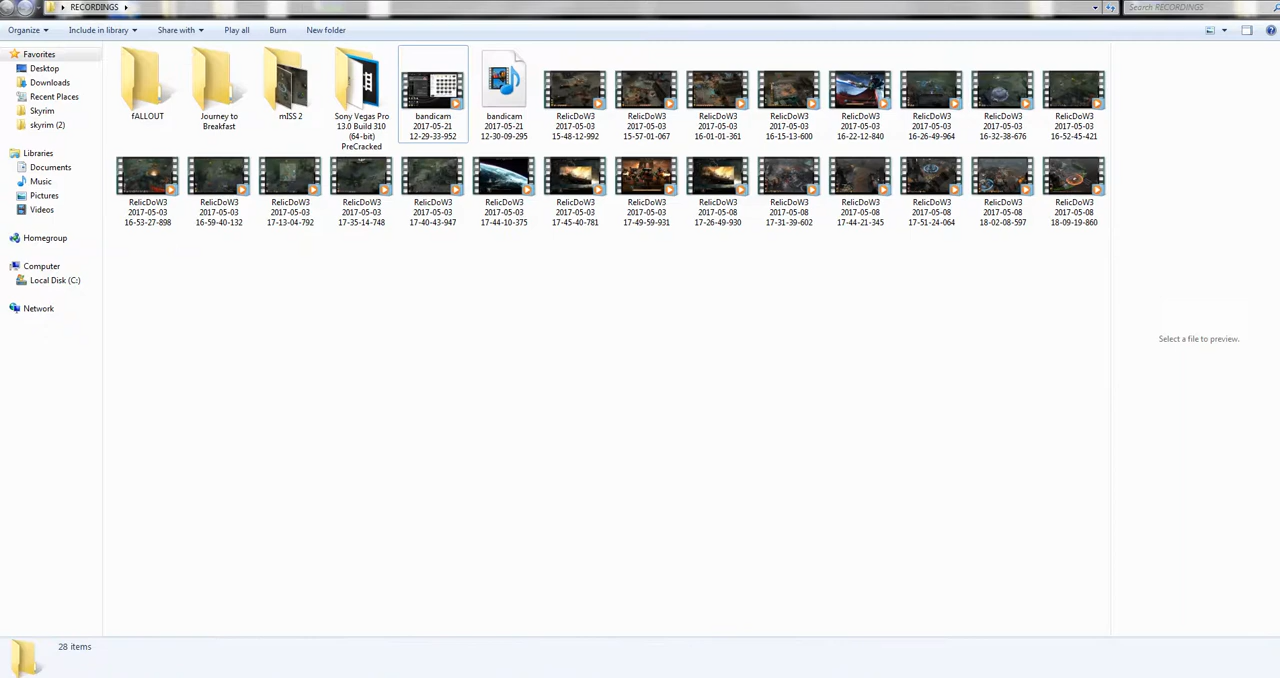 RECORDINGS
Search RECORDINGS
Organize Include in library Share with Play all Burn New folder
Favorites
Desktop
Downloads
Recent Places
Skyrim
skyrim (2)
Libraries
Documents
Music
Pictures
Videos
Homegroup
Computer
Local Disk (C:)
Network
fALLOUT
Journey to
Breakfast
mISS 2
Sony Vegas Pro
13.0 Build 310
(64-bit)
PreCracked
bandicam
2017-05-21
12-29-33-952
bandicam
2017-05-21
12-30-09-295
RelicDoW3
2017-05-03
15-48-12-992
RelicDoW3
2017-05-03
15-57-01-067
RelicDoW3
2017-05-03
16-01-01-361
RelicDoW3
2017-05-03
16-15-13-600
RelicDoW3
2017-05-03
16-22-12-840
RelicDoW3
2017-05-03
16-26-49-964
RelicDoW3
2017-05-03
16-32-38-676
RelicDoW3
2017-05-03
16-52-45-421
RelicDoW3
2017-05-03
16-53-27-898
RelicDoW3
2017-05-03
16-59-40-132
RelicDoW3
2017-05-03
17-13-04-792
RelicDoW3
2017-05-03
17-35-14-748
RelicDoW3
2017-05-03
17-40-43-947
RelicDoW3
2017-05-03
17-44-10-375
RelicDoW3
2017-05-03
17-45-40-781
RelicDoW3
2017-05-03
17-49-59-931
RelicDoW3
2017-05-08
17-26-49-930
RelicDoW3
2017-05-08
17-31-39-602
RelicDoW3
2017-05-08
17-44-21-345
RelicDoW3
2017-05-08
17-51-24-064
RelicDoW3
2017-05-08
18-02-08-597
RelicDoW3
2017-05-08
18-09-19-860
Select a file to preview.
28 items